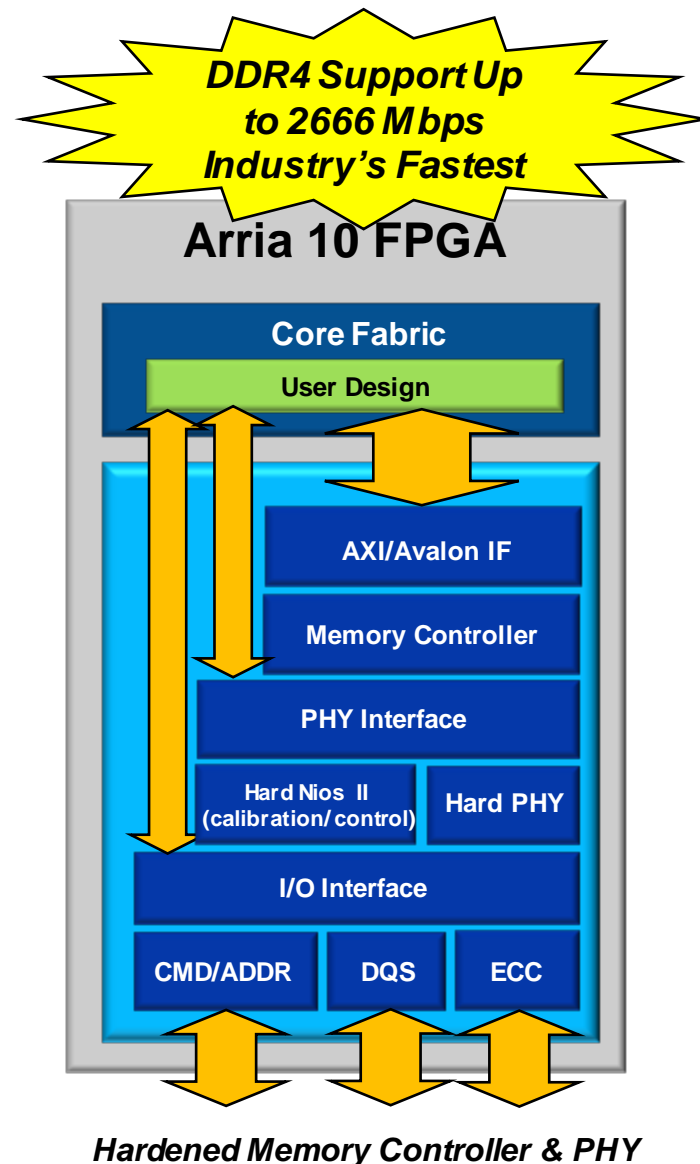 DDR4 Support Up
to 2666 Mbps
Industry's Fastest
Arria 10 FPGA
Core Fabric
User Design
AXI/Avalon IF
Memory Controller
PHY Interface
Hard Nios II
(calibration/control)
Hard PHY
I/O Interface
CMD/ADDR
DQS
ECC
Hardened Memory Controller & PHY